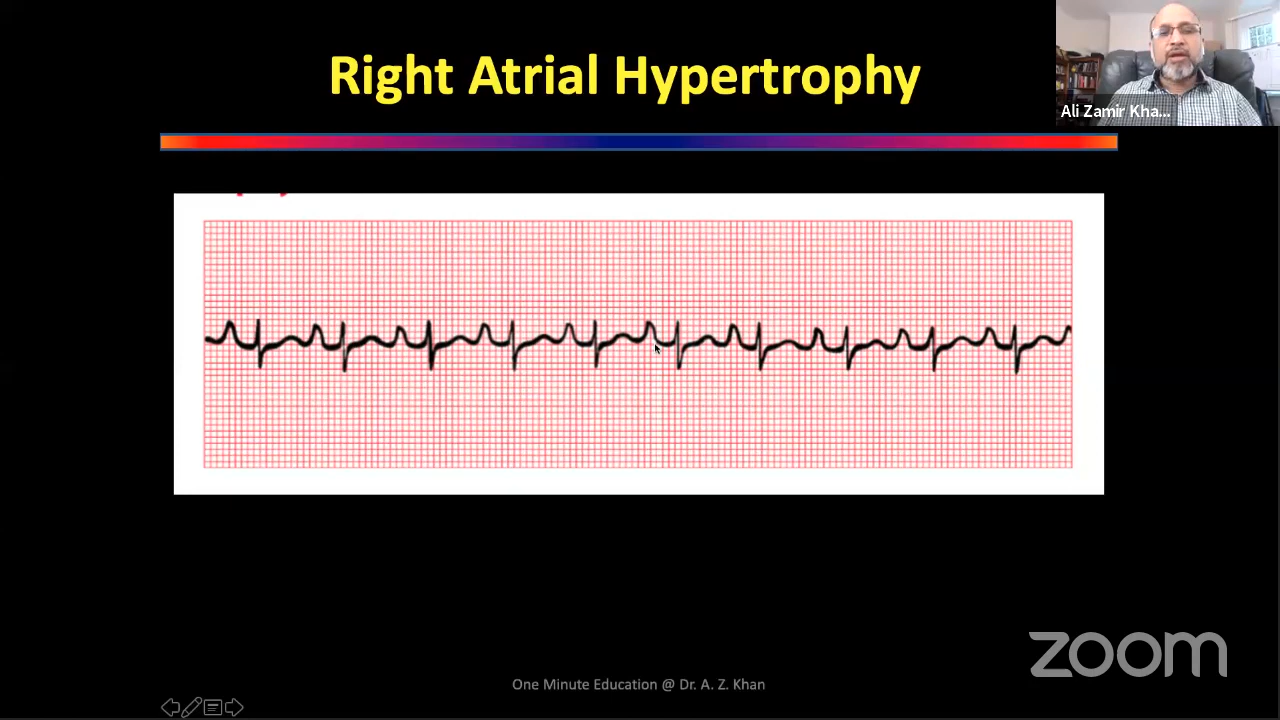 Right Atrial Hypertrophy
Ali Zamir Kha...
zoom
One Minute Education @ Dr. A. Z. Khan